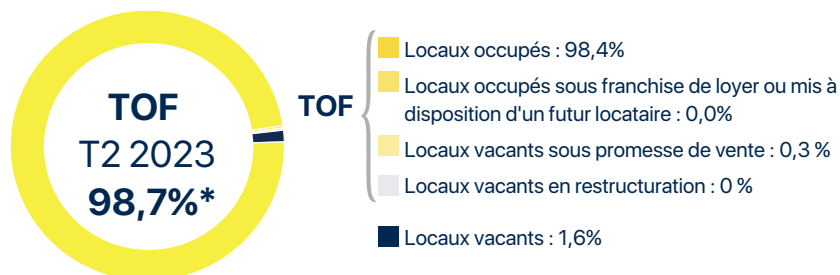 TOF
T2 2023
98,7%*
TOF
Locaux occupés : 98,4%
Locaux occupés sous franchise de loyer ou mis à
disposition d'un futur locataire : 0,0%
Locaux vacants sous promesse de vente : 0,3 %
Locaux vacants en restructuration : 0 %
Locaux vacants : 1,6%